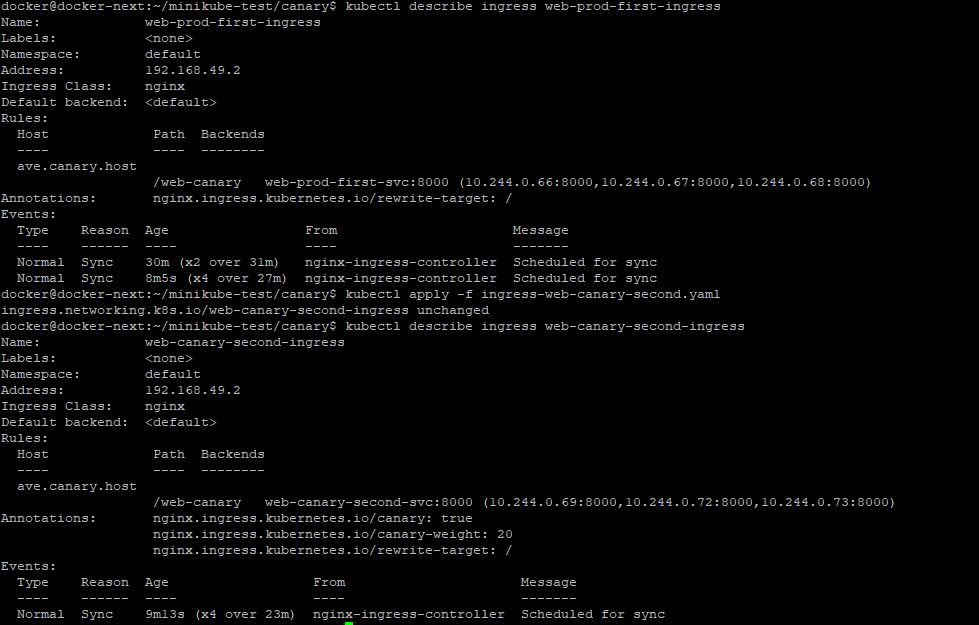 docker@docker-next:~/minikube-test/canary$ kubectl describe ingress web-prod-first-ingress
Name:             web-prod-first-ingress
Labels:           <none>
Namespace:        default
Address:          192.168.49.2
Ingress Class:    nginx
Default backend:  <default>
Rules:
  Host             Path  Backends
  ----             ----  --------
  ave.canary.host
                   /web-canary   web-prod-first-svc:8000 (10.244.0.66:8000,10.244.0.67:8000,10.244.0.68:8000)
Annotations:       nginx.ingress.kubernetes.io/rewrite-target: /
Events:
  Type    Reason  Age                  From                      Message
  ----    ------  ----                 ----                      -------
  Normal  Sync    30m (x2 over 31m)    nginx-ingress-controller  Scheduled for sync
  Normal  Sync    8m5s (x4 over 27m)   nginx-ingress-controller  Scheduled for sync
docker@docker-next:~/minikube-test/canary$ kubectl apply -f ingress-web-canary-second.yaml
ingress.networking.k8s.io/web-canary-second-ingress unchanged
docker@docker-next:~/minikube-test/canary$ kubectl describe ingress web-canary-second-ingress
Name:             web-canary-second-ingress
Labels:           <none>
Namespace:        default
Address:          192.168.49.2
Ingress Class:    nginx
Default backend:  <default>
Rules:
  Host             Path  Backends
  ----             ----  --------
  ave.canary.host
                   /web-canary   web-canary-second-svc:8000 (10.244.0.69:8000,10.244.0.72:8000,10.244.0.73:8000)
Annotations:       nginx.ingress.kubernetes.io/canary: true
                   nginx.ingress.kubernetes.io/canary-weight: 20
                   nginx.ingress.kubernetes.io/rewrite-target: /
Events:
  Type    Reason  Age                   From                      Message
  ----    ------  ----                  ----                      -------
  Normal  Sync    9m13s (x4 over 23m)  nginx-ingress-controller  Scheduled for sync